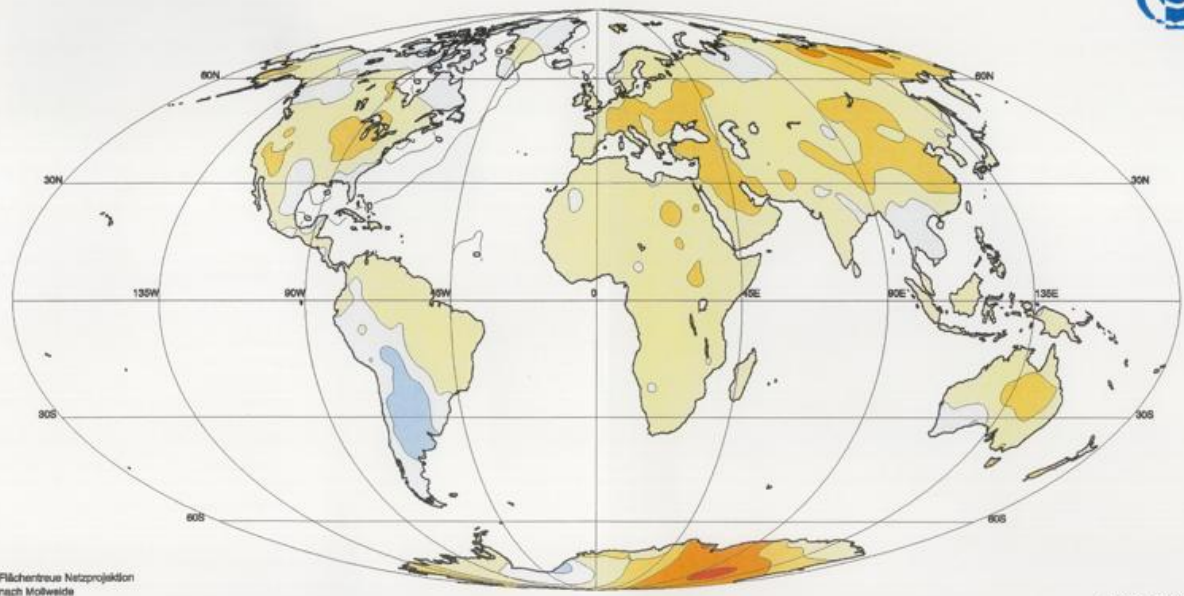 60N 60N
30N 30N
135W 90W 45W 0 45E 90E 135E
30S 30S
60S 60S
Flächentreue Netzprojektion
nach Mollweide